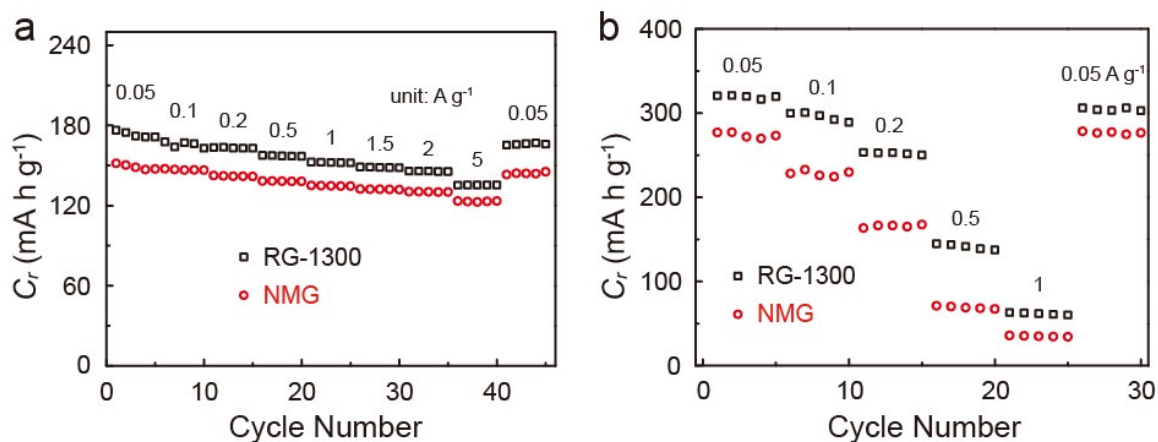 a
240
180
120
60
0
Cᵣ (mA h g⁻¹)
0.05
0.1
0.2
0.5
1
1.5
2
5
0.05
unit: A g⁻¹
RG-1300
NMG
0
10
20
30
40
Cycle Number
b
400
300
200
100
0
Cᵣ (mA h g⁻¹)
0.05
0.1
0.2
0.5
1
0.05 A g⁻¹
RG-1300
NMG
0
10
20
30
Cycle Number